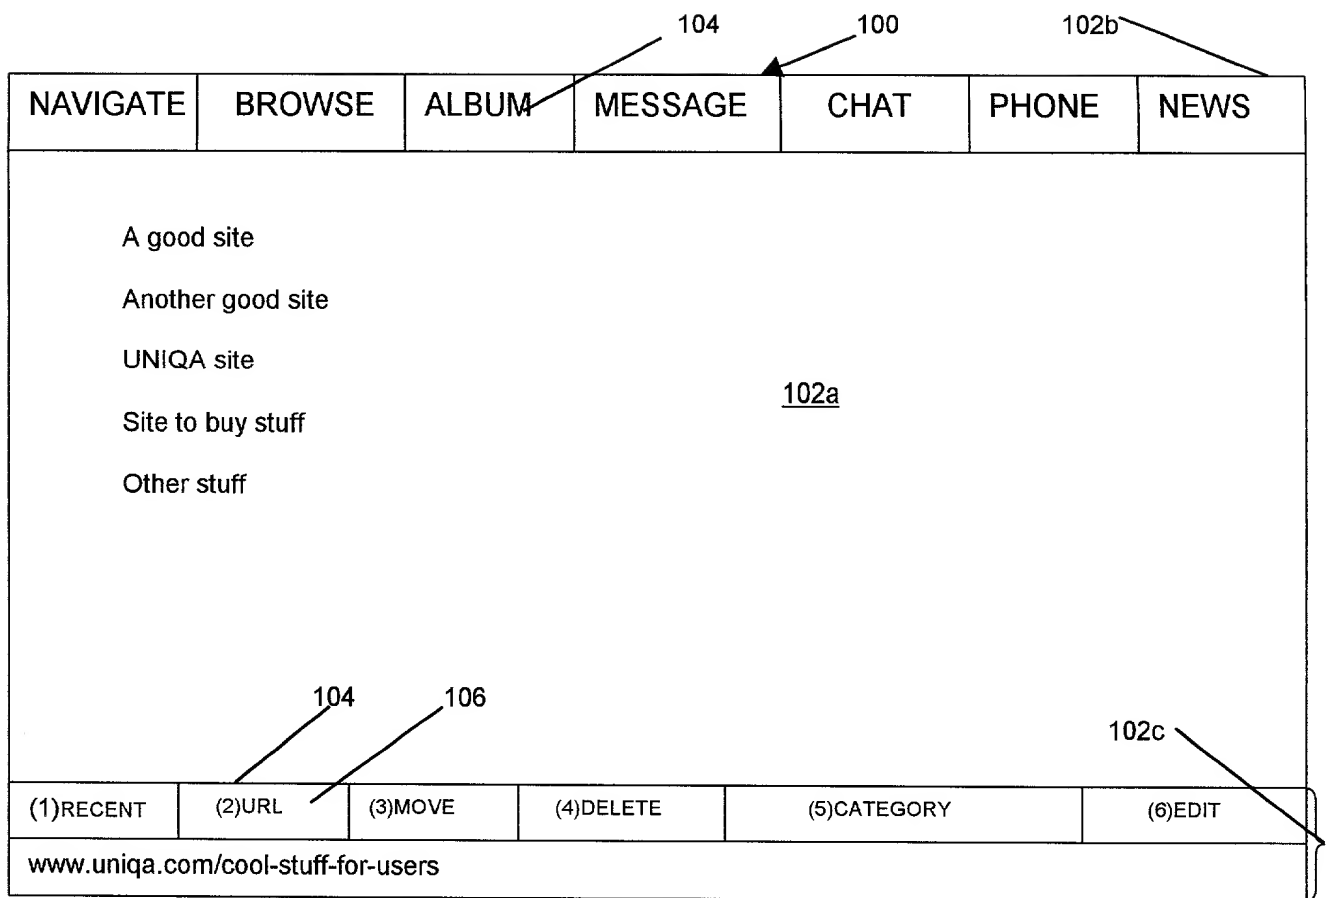 104 100 102b
NAVIGATE BROWSE ALBUM MESSAGE CHAT PHONE NEWS
A good site
Another good site
UNIQA site
102a
Site to buy stuff
Other stuff
104 106
102c
(1)RECENT (2)URL (3)MOVE (4)DELETE (5)CATEGORY (6)EDIT
www.uniqa.com/cool-stuff-for-users